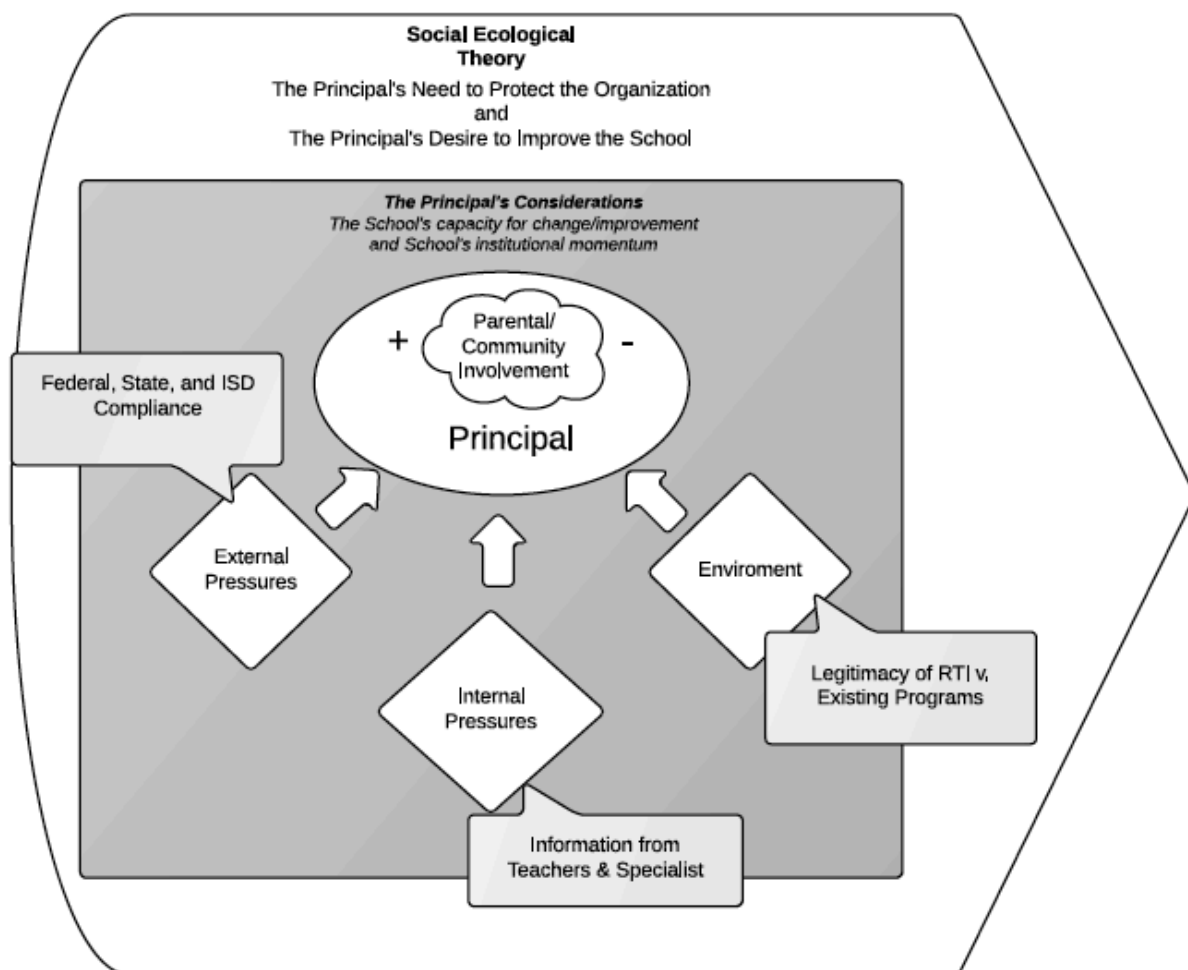 Social Ecological
Theory
The Principal's Need to Protect the Organization
and
The Principal's Desire to Improve the School
The Principal's Considerations
The School's capacity for change/improvement
and School's institutional momentum
+
Parental/
Community
Involvement
-
Principal
Federal, State, and ISD
Compliance
External
Pressures
Enviroment
Internal
Pressures
Legitimacy of RTI v.
Existing Programs
Information from
Teachers & Specialist